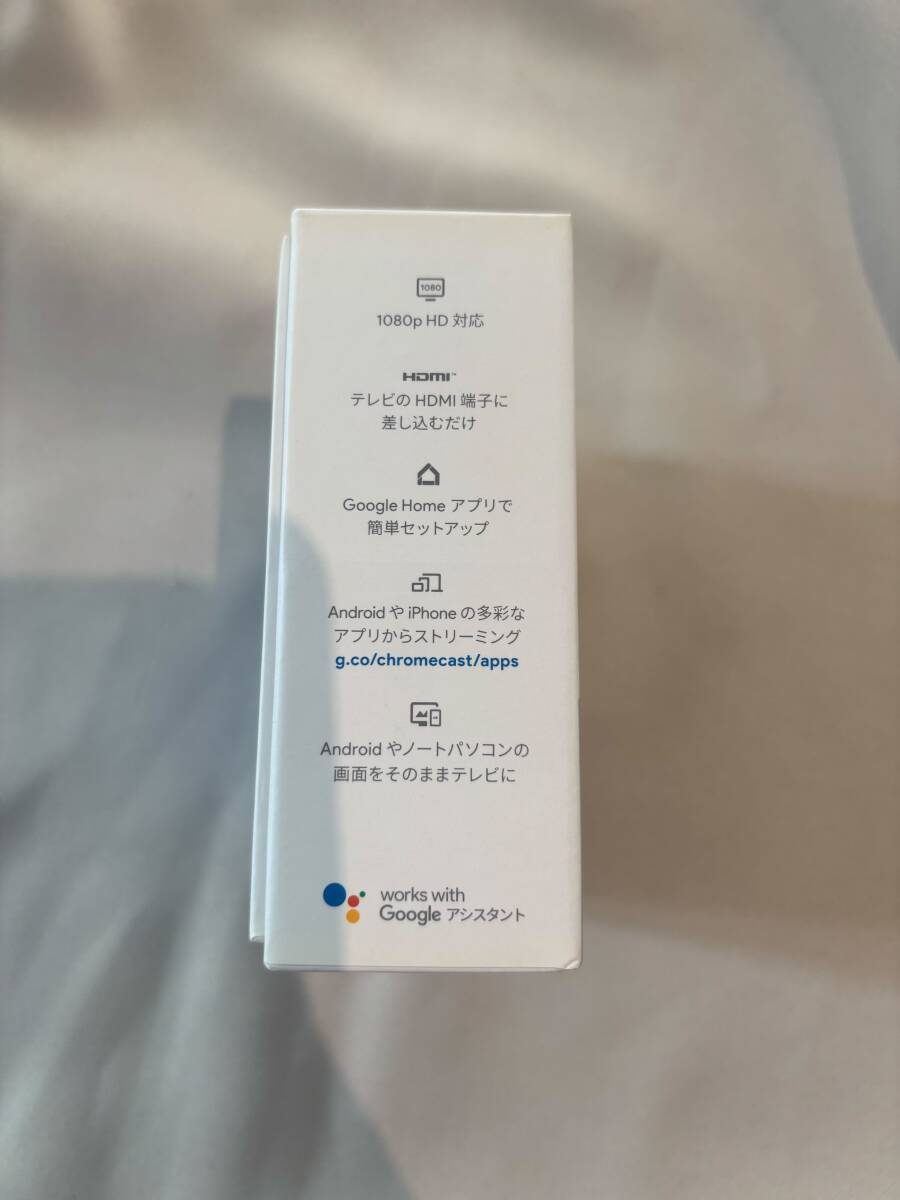 1080
1080p HD 対応
HDMI™
テレビの HDMI 端子に
差し込むだけ
Google Home アプリで
簡単セットアップ
Android や iPhone の多彩な
アプリからストリーミング
g.co/chromecast/apps
Android やノートパソコンの
画面をそのままテレビに
works with
Google アシスタント